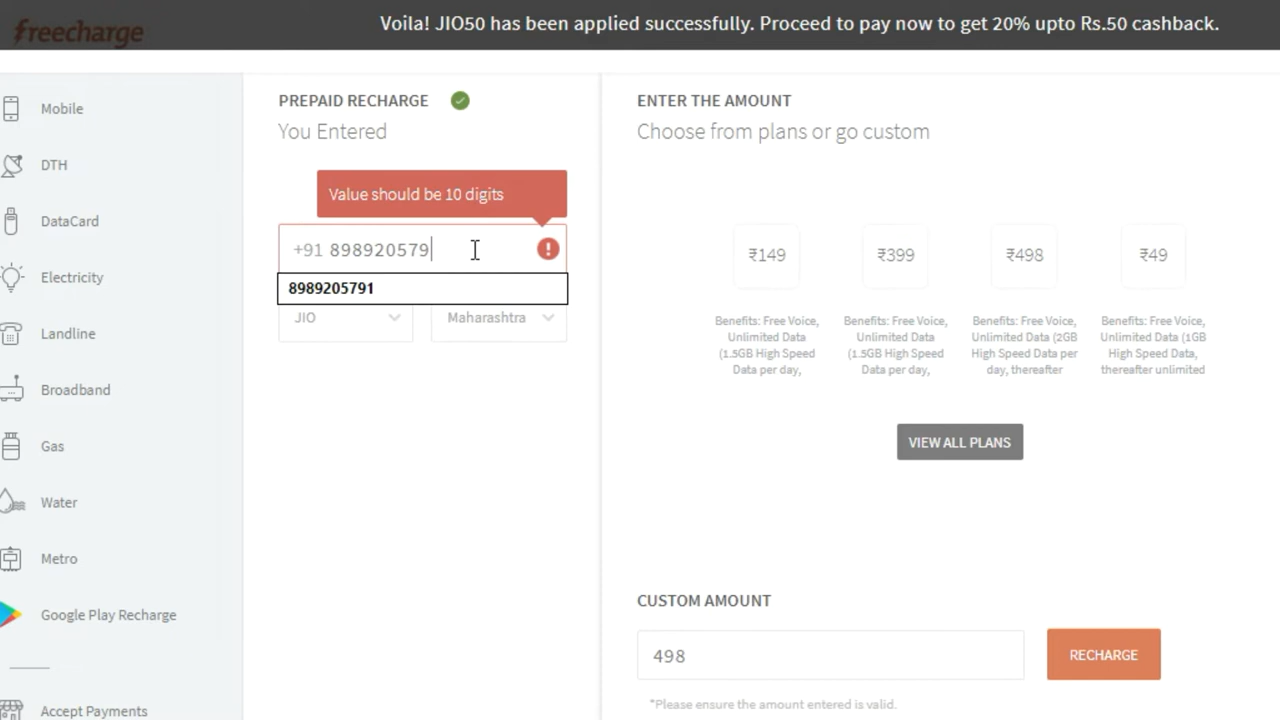 freecharge
Voila! JIO50 has been applied successfully. Proceed to pay now to get 20% upto Rs.50 cashback.
Mobile
DTH
DataCard
Electricity
Landline
Broadband
Gas
Water
Metro
Google Play Recharge
Accept Payments
PREPAID RECHARGE
You Entered
Value should be 10 digits
+91 898920579
8989205791
JIO
Maharashtra
ENTER THE AMOUNT
Choose from plans or go custom
₹149
Benefits: Free Voice,
Unlimited Data
(1.5GB High Speed
Data per day,
₹399
Benefits: Free Voice,
Unlimited Data
(1.5GB High Speed
Data per day,
₹498
Benefits: Free Voice,
Unlimited Data (2GB
High Speed Data per
day, thereafter
₹49
Benefits: Free Voice,
Unlimited Data (1GB
High Speed Data,
thereafter unlimited
VIEW ALL PLANS
CUSTOM AMOUNT
498
RECHARGE
*Please ensure the amount entered is valid.